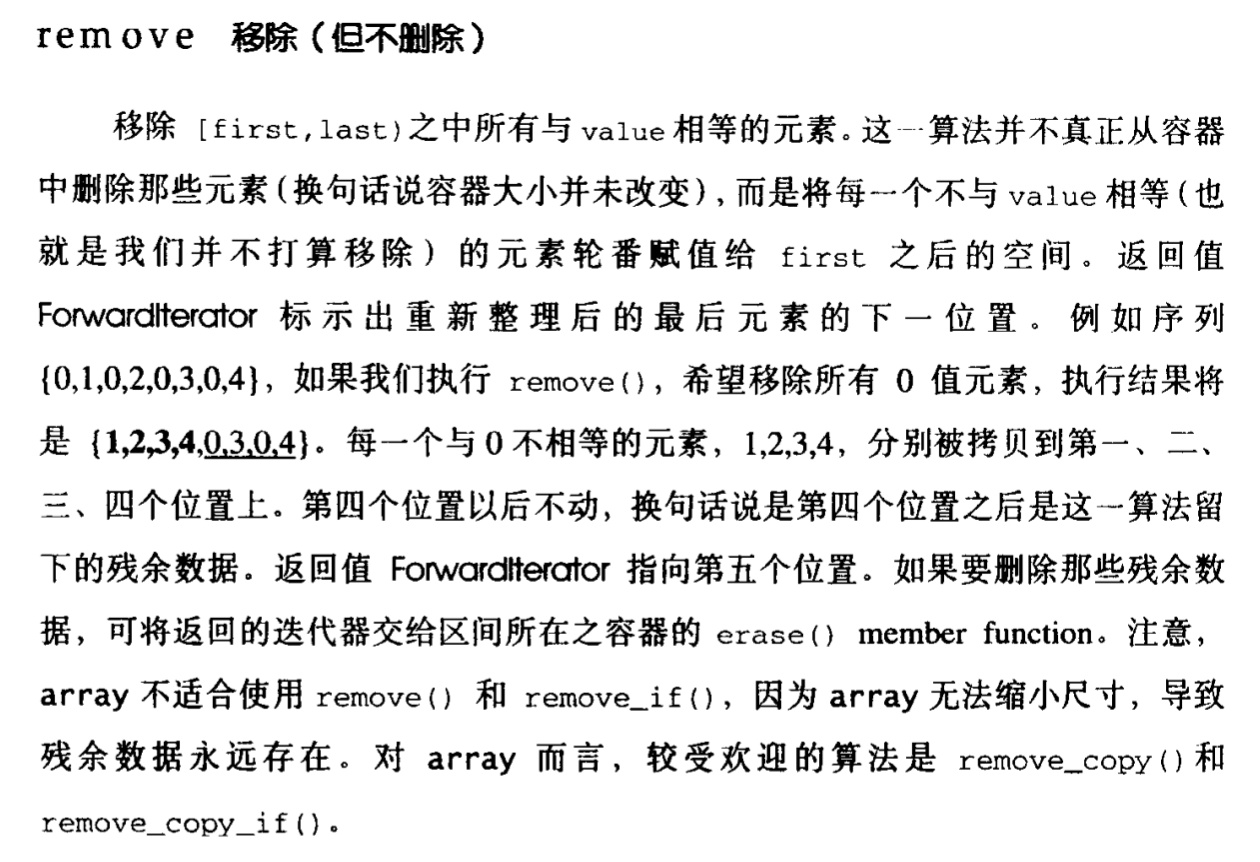 remove 移除（但不删除）
移除 [first,last)之中所有与 value 相等的元素。这一算法并不真正从容器
中删除那些元素（换句话说容器大小并未改变），而是将每一个不与 value 相等（也
就是我们并不打算移除）的元素轮番赋值给 first 之后的空间。返回值
ForwardIterator 标示出重新整理后的最后元素的下一位置。例如序列
{0,1,0,2,0,3,0,4}，如果我们执行 remove()，希望移除所有 0 值元素，执行结果将
是 {1,2,3,4,0,3,0,4}。每一个与 0 不相等的元素，1,2,3,4，分别被拷贝到第一、二、
三、四个位置上。第四个位置以后不动，换句话说是第四个位置之后是这一算法留
下的残余数据。返回值 ForwardIterator 指向第五个位置。如果要删除那些残余数
据，可将返回的迭代器交给区间所在之容器的 erase() member function。注意，
array 不适合使用 remove() 和 remove_if()，因为 array 无法缩小尺寸，导致
残余数据永远存在。对 array 而言，较受欢迎的算法是 remove_copy()和
remove_copy_if()。